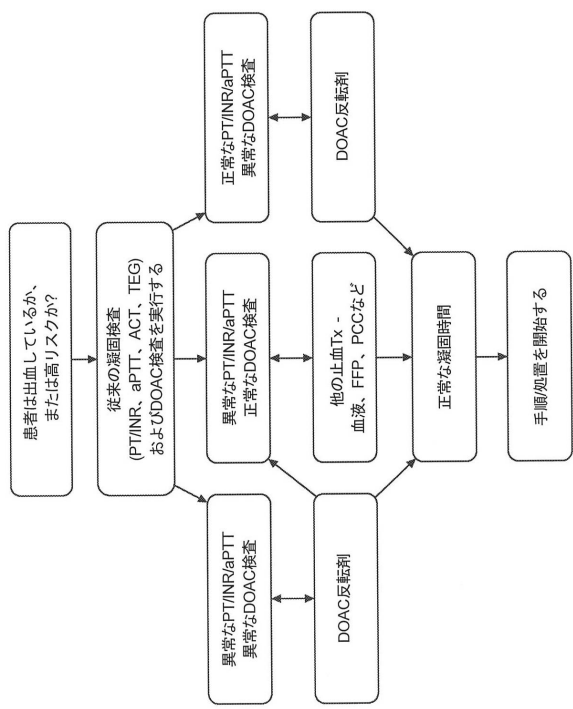 患者は出血しているか、
または高リスクか?
従来の凝固検査
(PT/INR、aPTT、ACT、TEG)
およびDOAC検査を実行する
異常なPT/INR/aPTT
異常なDOAC検査
異常なPT/INR/aPTT
正常なDOAC検査
正常なPT/INR/aPTT
異常なDOAC検査
DOAC反転剤
他の止血Tx -
血液、FFP、PCCなど
DOAC反転剤
正常な凝固時間
手順/処置を開始する